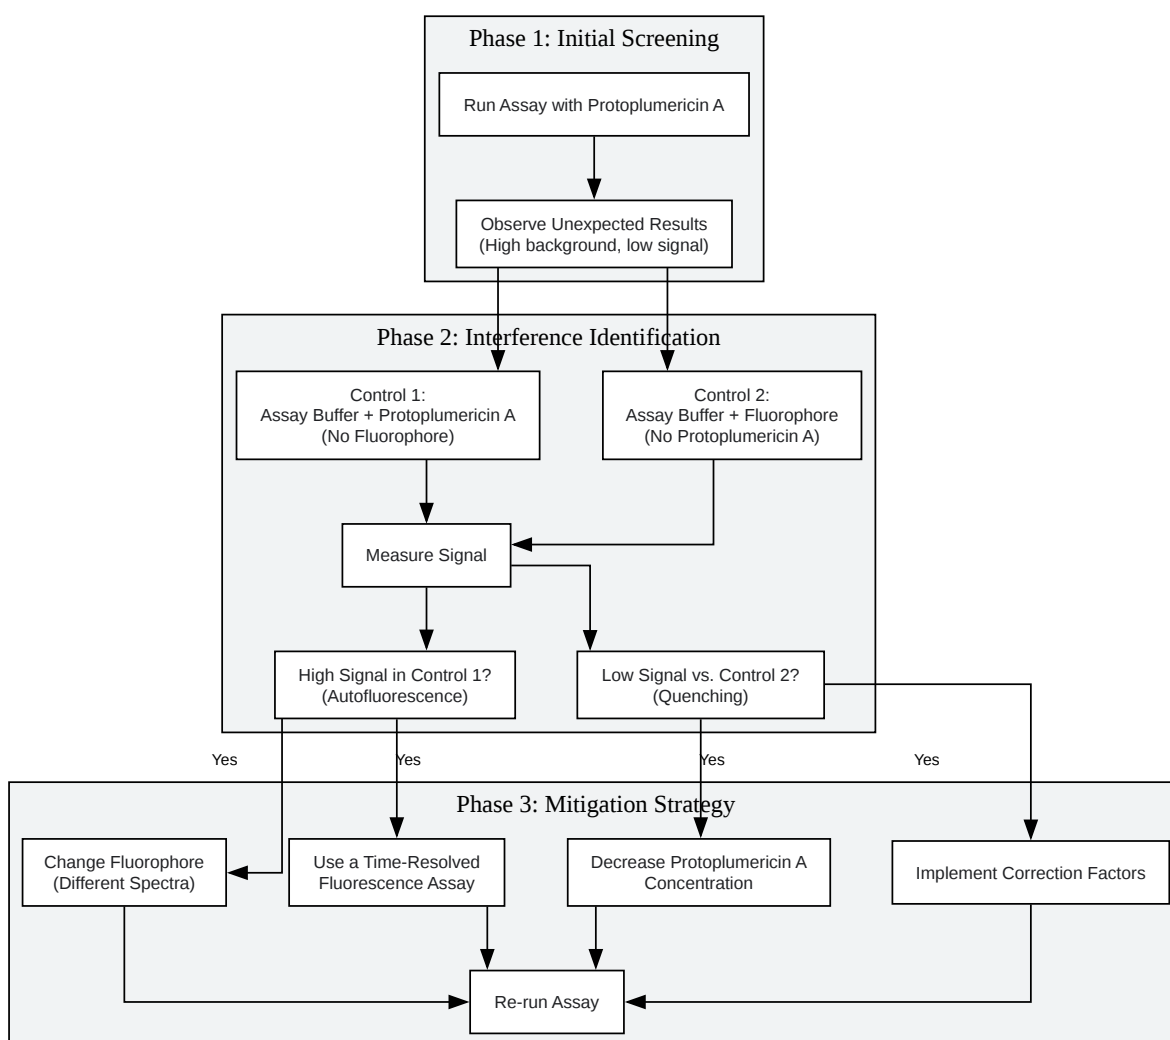 Phase 1: Initial Screening
Run Assay with Protoplumericin A
Observe Unexpected Results
(High background, low signal)
Phase 2: Interference Identification
Control 1:
Assay Buffer + Protoplumericin A
(No Fluorophore)
Control 2:
Assay Buffer + Fluorophore
(No Protoplumericin A)
Measure Signal
High Signal in Control 1?
(Autofluorescence)
Low Signal vs. Control 2?
(Quenching)
Yes
Yes
Yes
Yes
Phase 3: Mitigation Strategy
Change Fluorophore
(Different Spectra)
Use a Time-Resolved
Fluorescence Assay
Decrease Protoplumericin A
Concentration
Implement Correction Factors
Re-run Assay